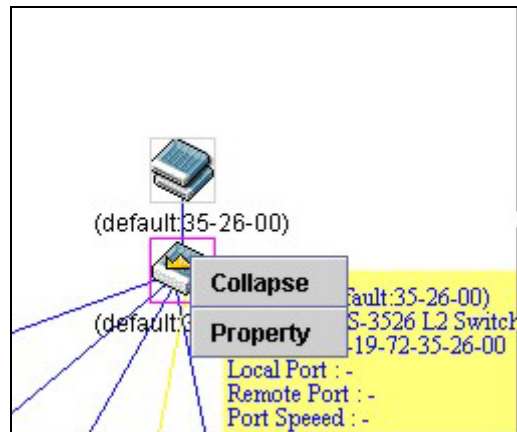 (default:35-26-00)
Collapse
fault:35-26-00)
(default:
Property
S-3526 L2 Switch
-19-72-35-26-00
Local Port : -
Remote Port : -
Port Speeed : -